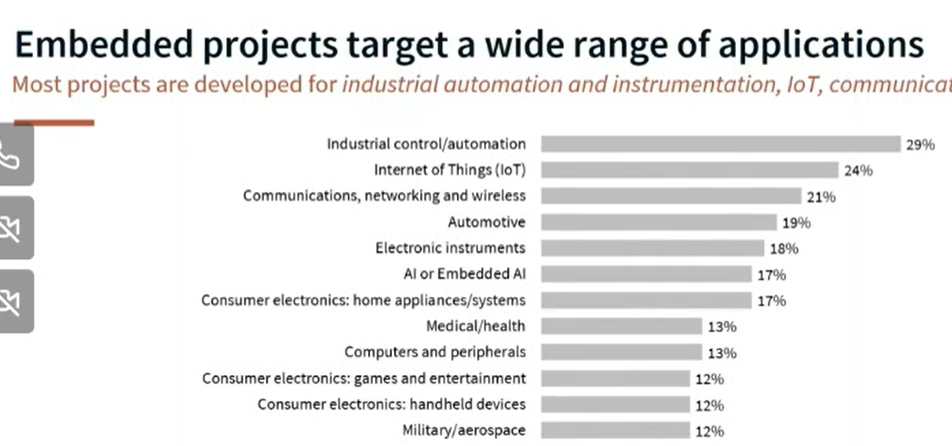 Embedded projects target a wide range of applications
Most projects are developed for industrial automation and instrumentation, IoT,
Industrial control/automation 29%
Internet of Things (IoT) 24%
Communications, networking and wireless 21%
Automotive 19%
Electronic instruments 18%
AI or Embedded AI 17%
Consumer electronics: home appliances/systems 17%
Medical/health 13%
Computers and peripherals 13%
Consumer electronics: games and entertainment 12%
Consumer electronics: handheld devices 12%
Military/aerospace 12%